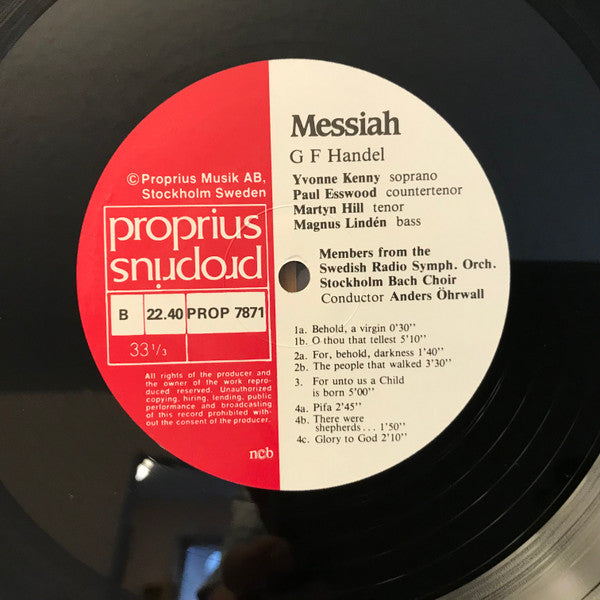 © Proprius Musik AB,
Stockholm Sweden
proprius
proprius
B 22.40 PROP 7871
33 1/3
All rights of the producer and
the owner of the work repro-
duced reserved. Unauthorized
copying, hiring, lending, public
performance and broadcasting
of this record prohibited with-
out the consent of the producer.
ncb
Messiah
G F Handel
Yvonne Kenny soprano
Paul Esswood countertenor
Martyn Hill tenor
Magnus Lindén bass
Members from the
Swedish Radio Symph. Orch.
Stockholm Bach Choir
Conductor Anders Öhrwall
1a. Behold, a virgin 0'30''
1b. O thou that tellest 5'10''
2a. For, behold, darkness 1'40''
2b. The people that walked 3'30''
3. For unto us a Child
is born 5'00''
4a. Pifa 2'45''
4b. There were
shepherds... 1'50''
4c. Glory to God 2'10''